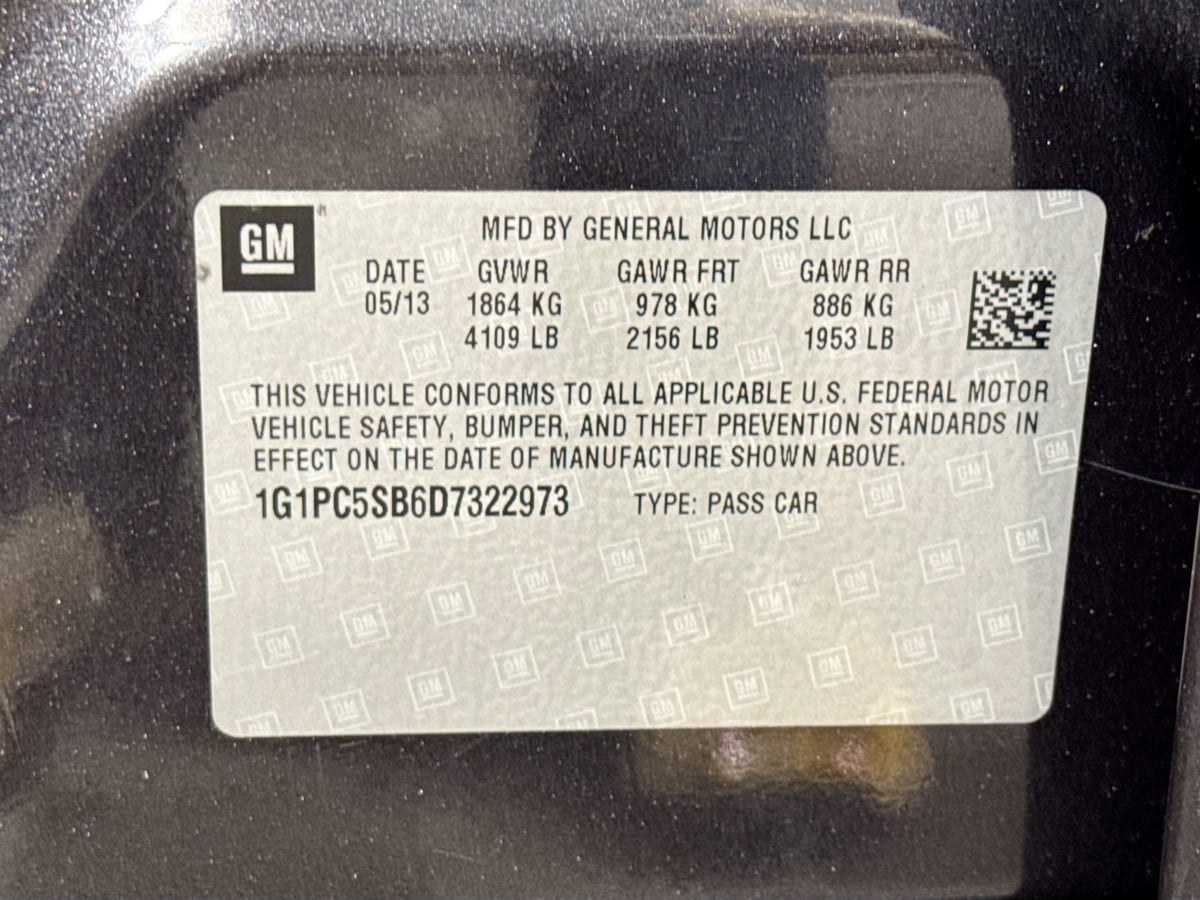 GM
MFD BY GENERAL MOTORS LLC
DATE GVWR GAWR FRT GAWR RR
05/13 1864 KG 978 KG 886 KG
4109 LB 2156 LB 1953 LB
THIS VEHICLE CONFORMS TO ALL APPLICABLE U.S. FEDERAL MOTOR
VEHICLE SAFETY, BUMPER, AND THEFT PREVENTION STANDARDS IN
EFFECT ON THE DATE OF MANUFACTURE SHOWN ABOVE.
1G1PC5SB6D7322973 TYPE: PASS CAR